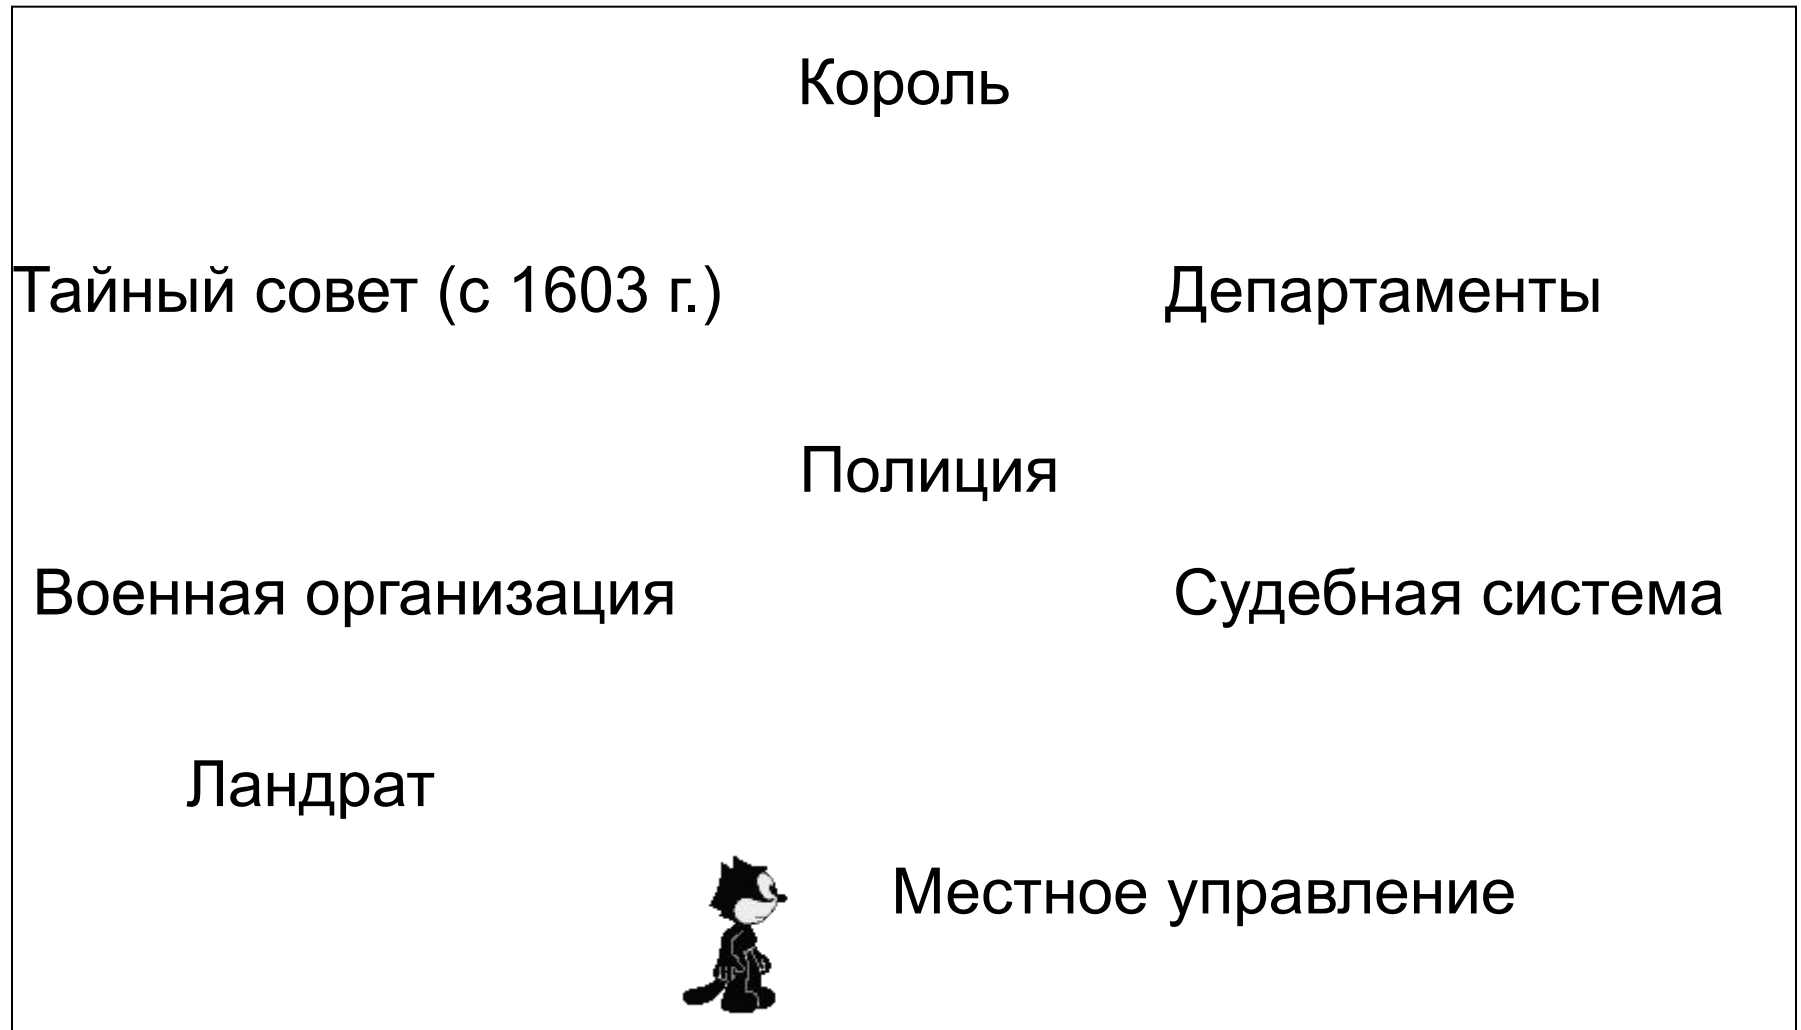 Король
Тайный совет (с 1603 г.) Департаменты
Полиция
Военная организация Судебная система
Ландрат
Местное управление